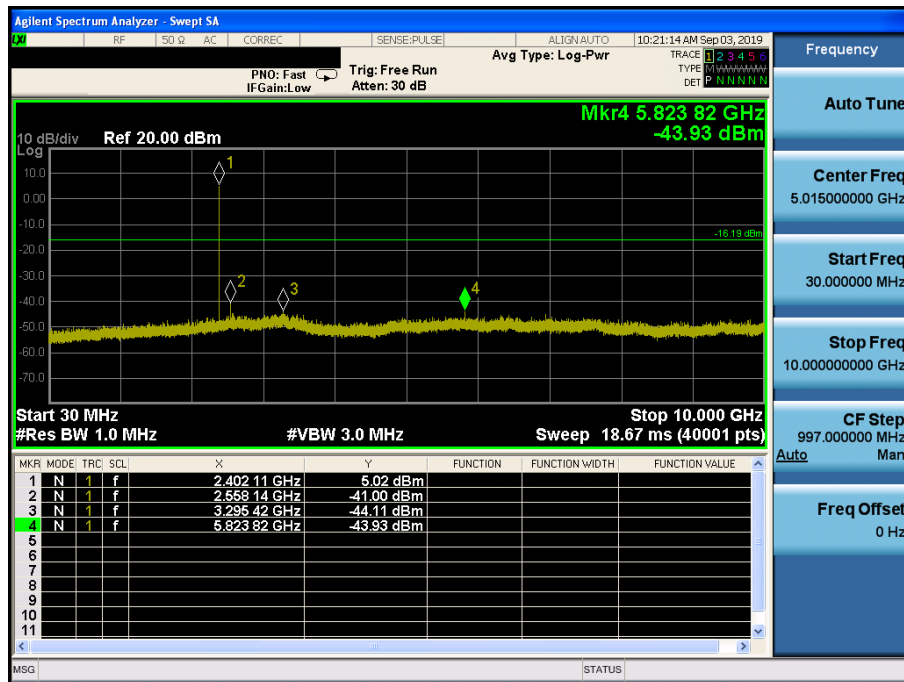 Agilent Spectrum Analyzer - Swept SA
LXI RF 50 Ω AC CORREC SENSE:PULSE ALIGN AUTO 10:21:14 AM Sep 03, 2019
PNO: Fast
IFGain:Low
Trig: Free Run
Atten: 30 dB
Avg Type: Log-Pwr
TRACE 1 2 3 4 5 6
TYPE M WWWWW
DET P N N N N N
Mkr4 5.823 82 GHz
-43.93 dBm
10 dB/div Ref 20.00 dBm
Log
10.0
0.00
-10.0
-20.0
-30.0
-40.0
-50.0
-60.0
-70.0
1
2
3
4
-16.19 dBm
Start 30 MHz Stop 10.000 GHz
#Res BW 1.0 MHz #VBW 3.0 MHz Sweep 18.67 ms (40001 pts)
MKR MODE TRC SCL X Y FUNCTION FUNCTION WIDTH FUNCTION VALUE
1 N 1 f 2.402 11 GHz 5.02 dBm
2 N 1 f 2.558 14 GHz -41.00 dBm
3 N 1 f 3.295 42 GHz -44.11 dBm
4 N 1 f 5.823 82 GHz -43.93 dBm
5
6
7
8
9
10
11
MSG STATUS
Frequency
Auto Tune
Center Freq
5.015000000 GHz
Start Freq
30.000000 MHz
Stop Freq
10.000000000 GHz
CF Step
997.000000 MHz
Auto Man
Freq Offset
0 Hz